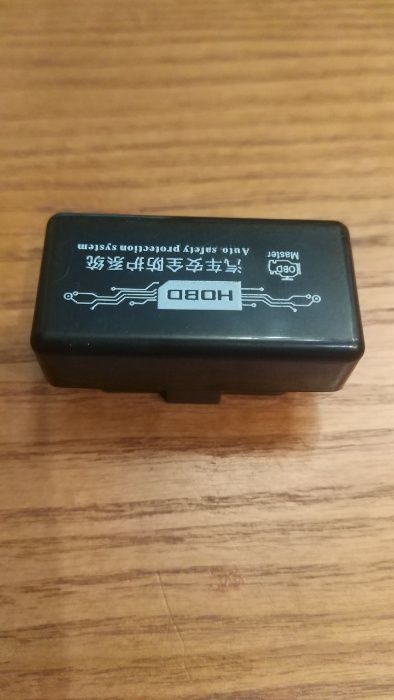 HOBD
OBD
Master
汽车安全防护系统
Auto safety protection system